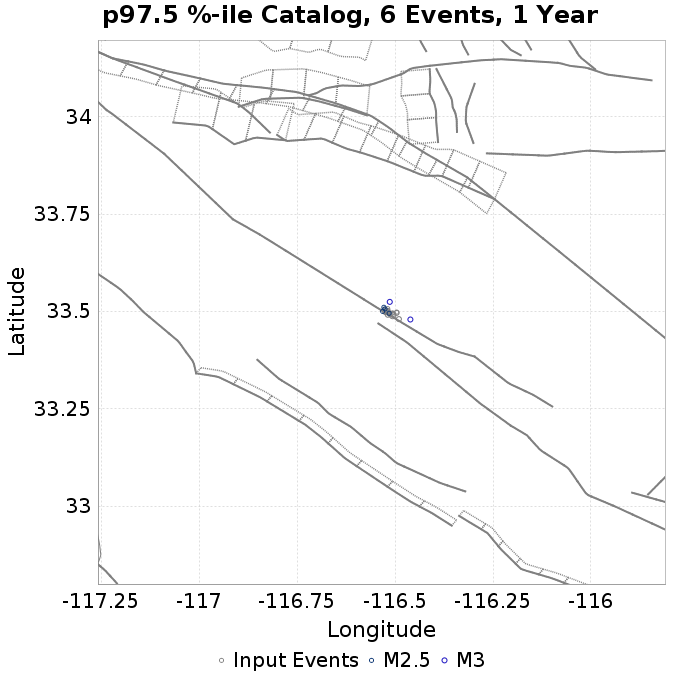 p97.5 %-ile Catalog, 6 Events, 1 Year
34
33.75
33.5
33.25
33
Latitude
-117.25 -117 -116.75 -116.5 -116.25 -116
Longitude
Input Events M2.5 M3